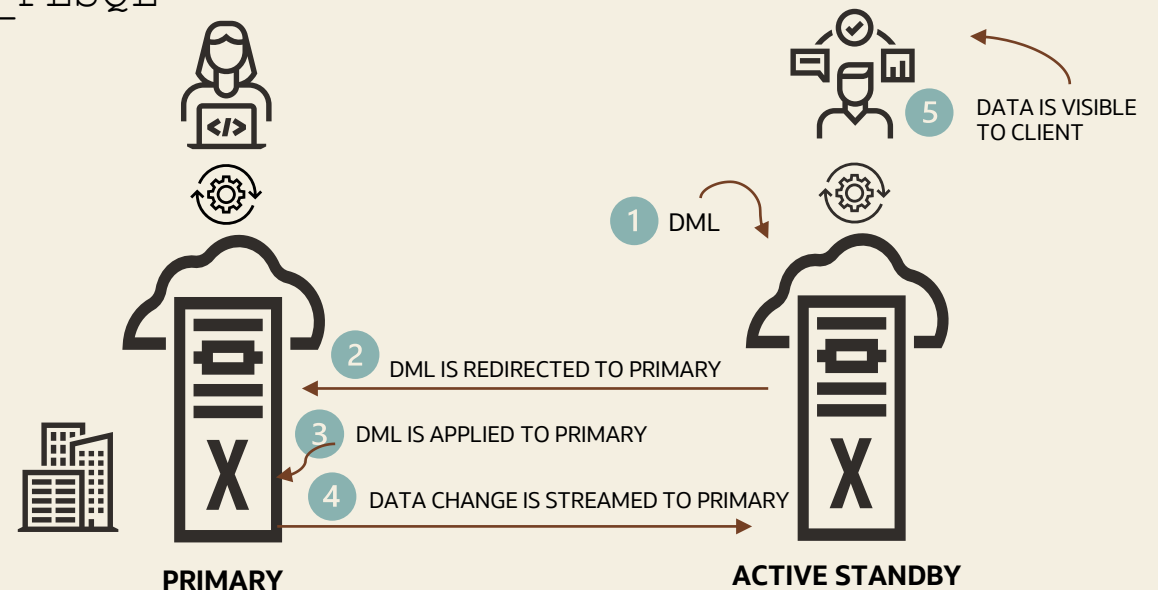 _PLSQL
</>
5
DATA IS VISIBLE
TO CLIENT
1 DML
2 DML IS REDIRECTED TO PRIMARY
3 DML IS APPLIED TO PRIMARY
4 DATA CHANGE IS STREAMED TO PRIMARY
X
X
PRIMARY
ACTIVE STANDBY